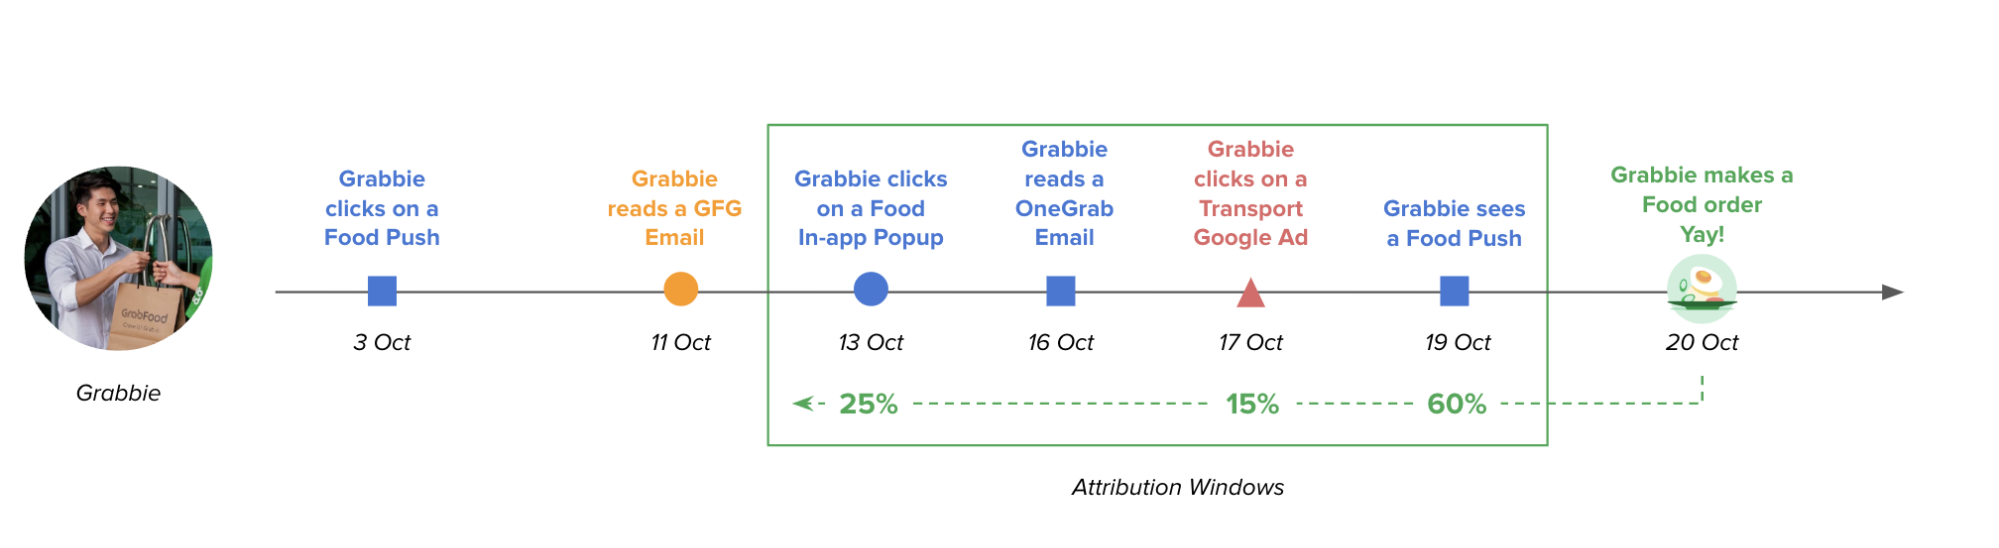 Grabbie
clicks on a
Food Push
3 Oct
Grabbie
reads a GFG
Email
11 Oct
Grabbie clicks
on a Food
In-app Popup
13 Oct
Grabbie
reads a
OneGrab
Email
16 Oct
Grabbie
clicks on a
Transport
Google Ad
17 Oct
Grabbie sees
a Food Push
19 Oct
Grabbie makes a
Food order
Yay!
20 Oct
GrabFood
Grabbie
25%
15%
60%
Attribution Windows